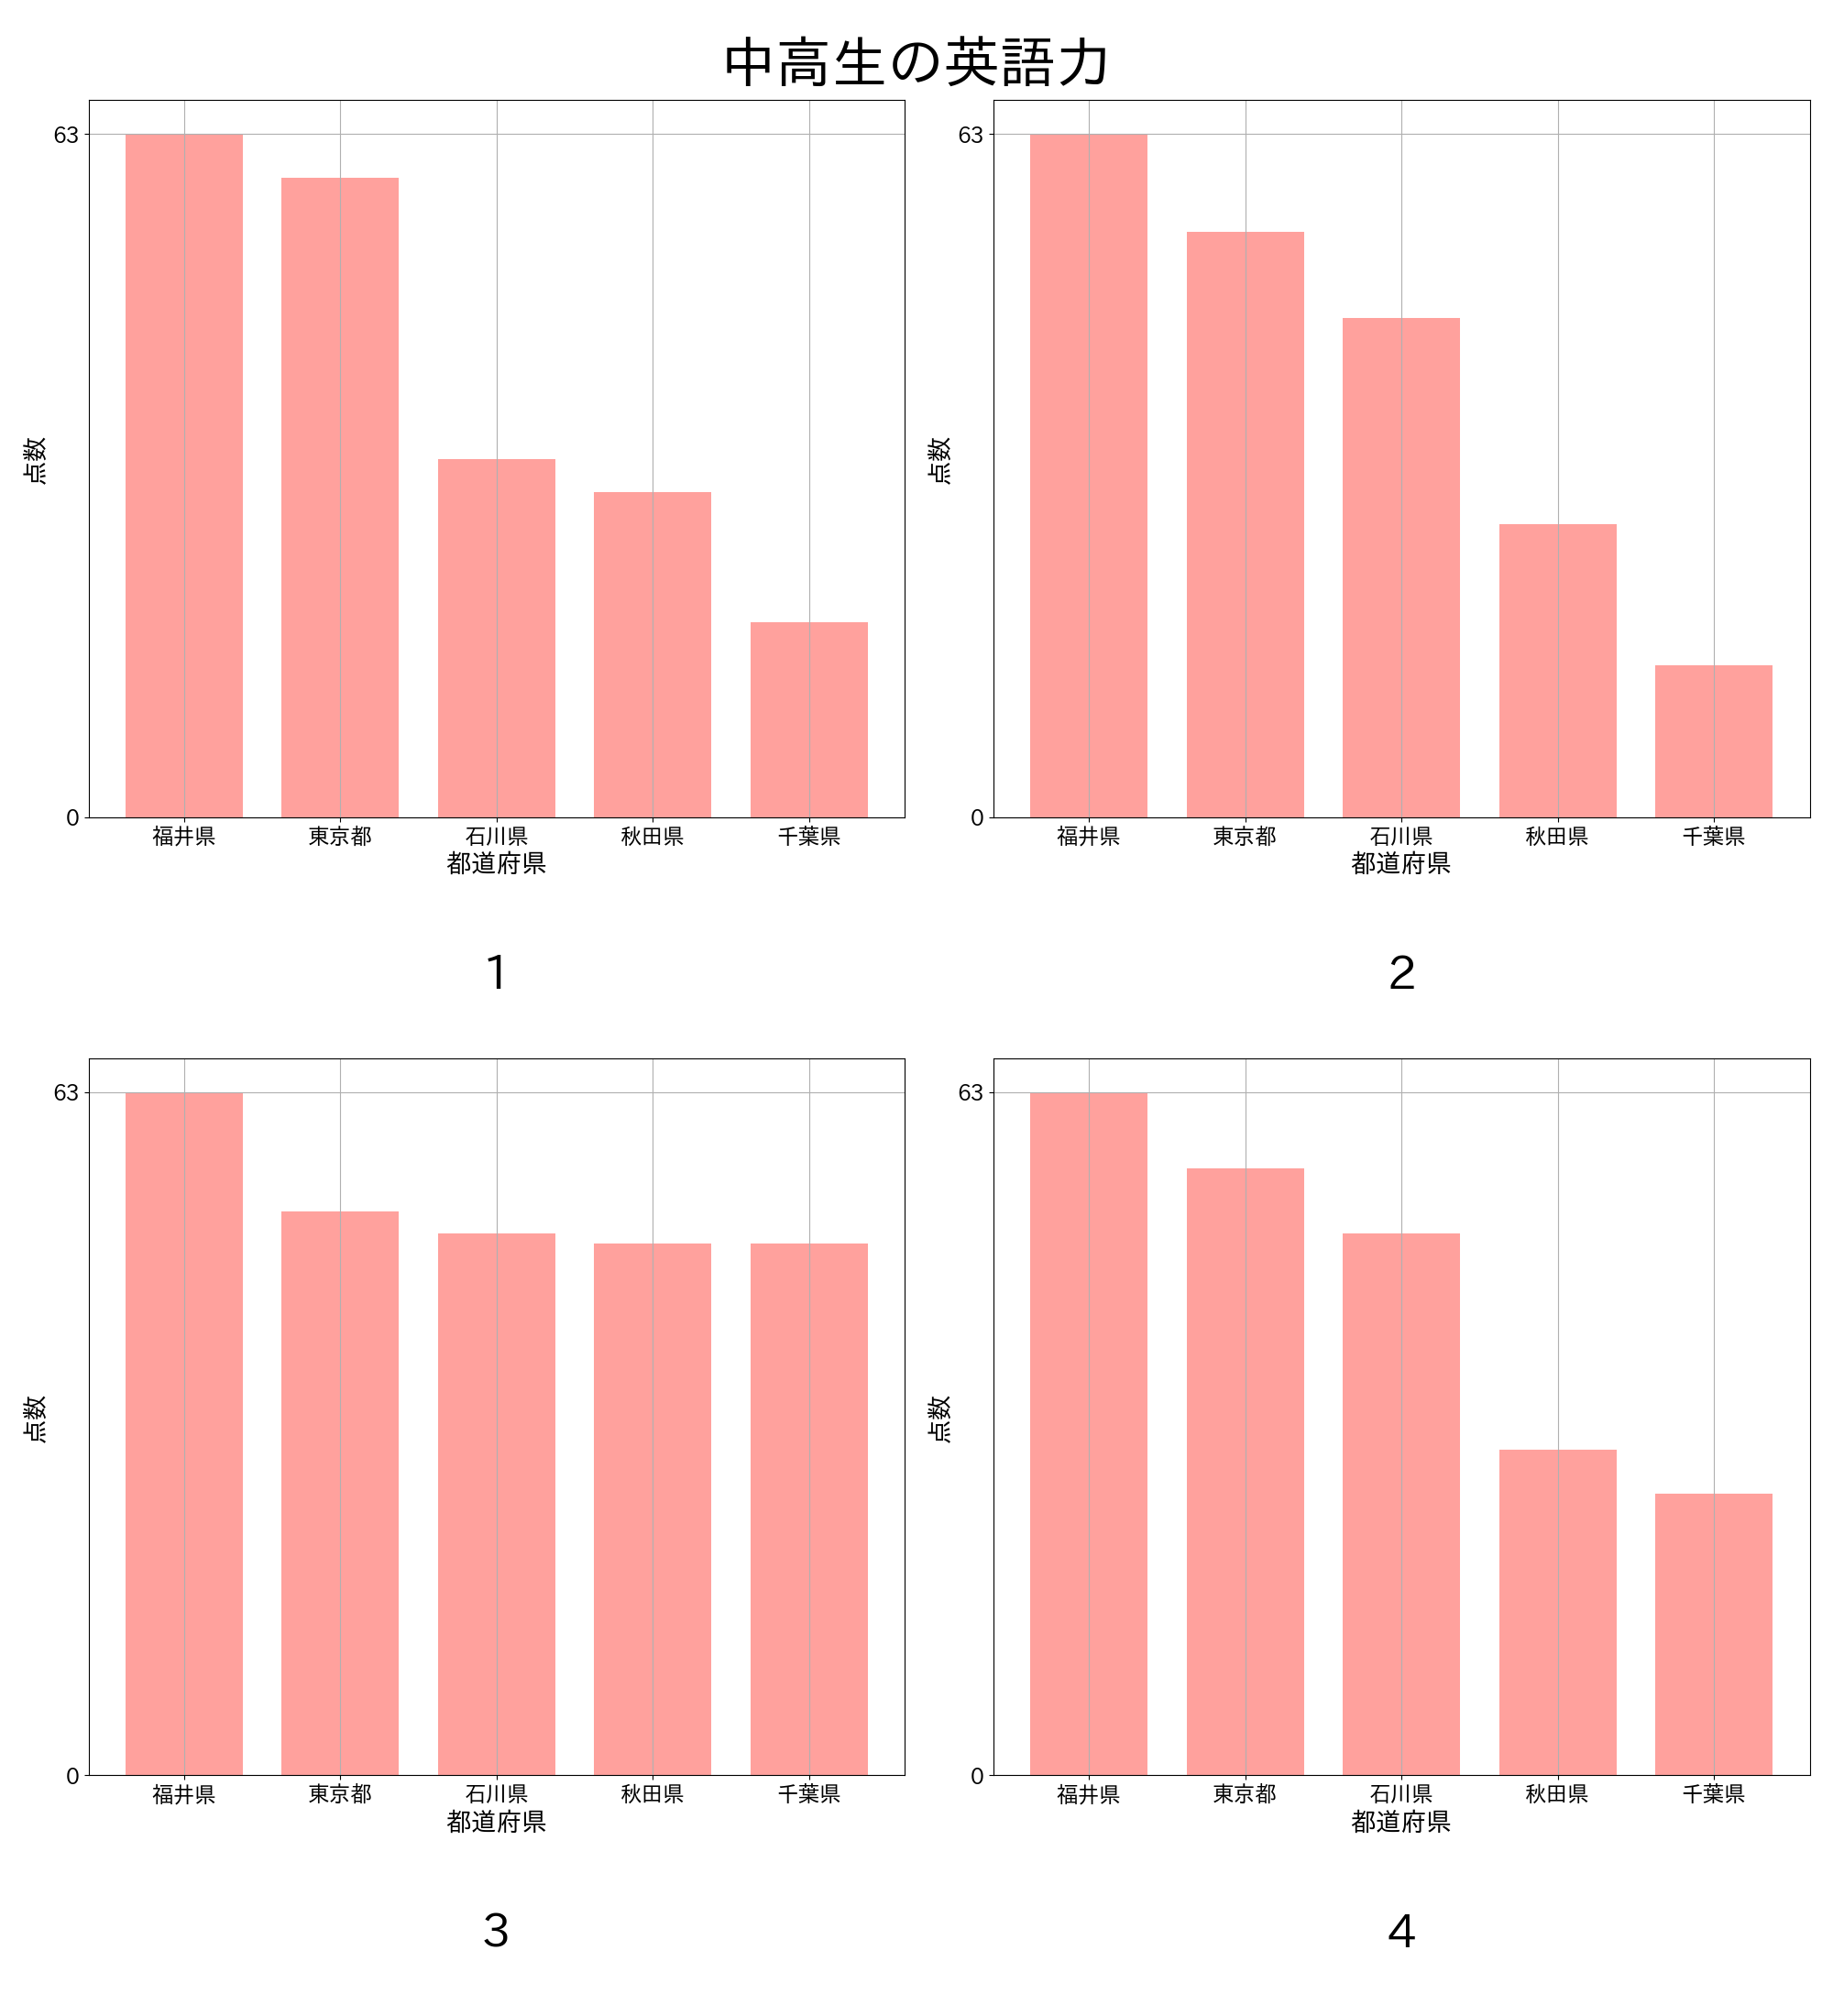 中高生の英語力
63
0
点数
福井県 東京都 石川県 秋田県 千葉県
都道府県
1
63
0
点数
福井県 東京都 石川県 秋田県 千葉県
都道府県
2
63
0
点数
福井県 東京都 石川県 秋田県 千葉県
都道府県
3
63
0
点数
福井県 東京都 石川県 秋田県 千葉県
都道府県
4